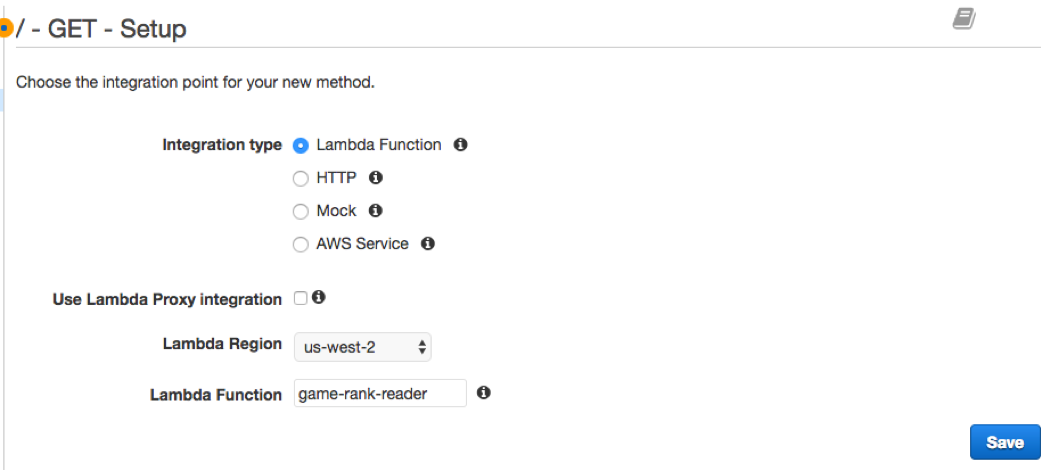 / - GET - Setup
Choose the integration point for your new method.
Integration type Lambda Function
HTTP
Mock
AWS Service
Use Lambda Proxy integration
Lambda Region us-west-2
Lambda Function game-rank-reader
Save